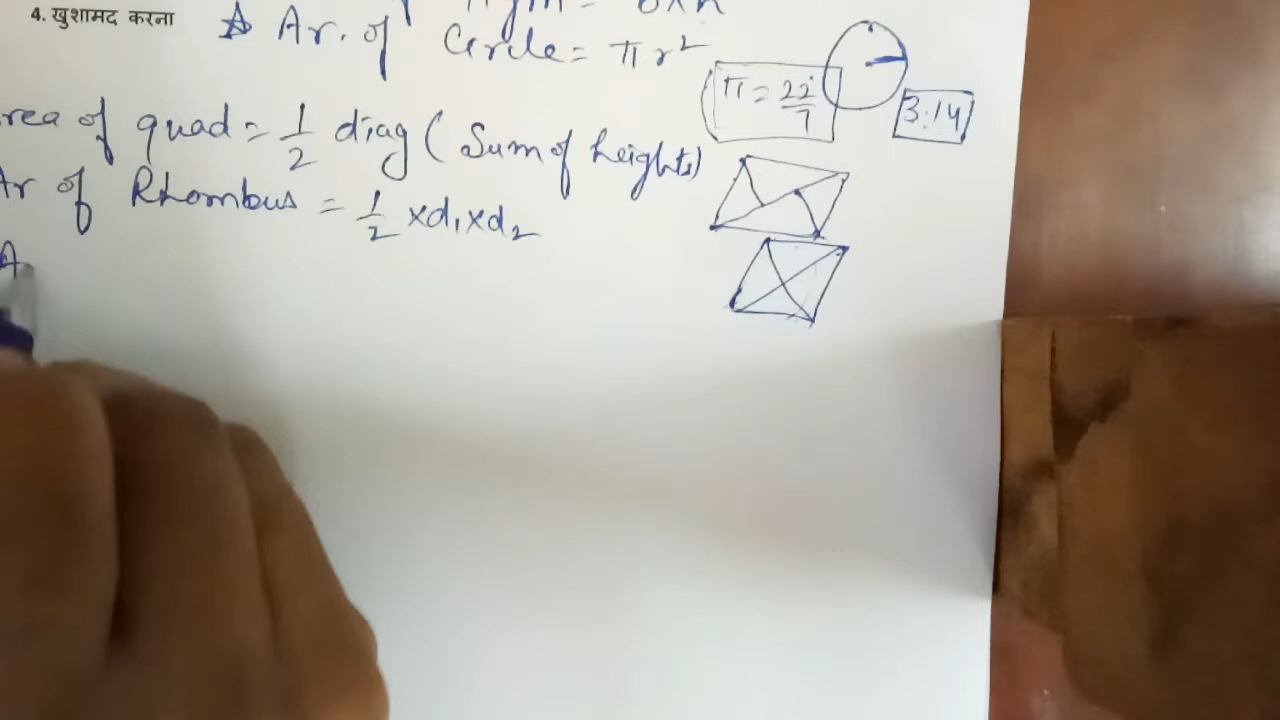 4. खुशामद करना
Ar. of Circle = πr²
π = 22/7
3.14
rea of quad = 1/2 diag ( Sum of heights)
Ar of Rhombus = 1/2 × d₁ × d₂
A